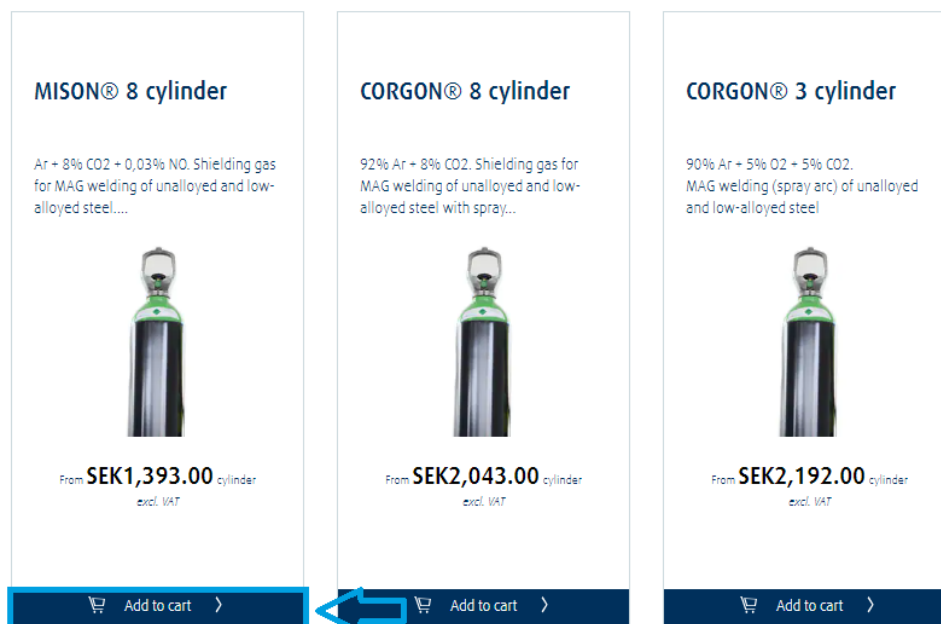 MISON® 8 cylinder
Ar + 8% CO2 + 0,03% NO. Shielding gas
for MAG welding of unalloyed and low-
alloyed steel....
From SEK1,393.00 cylinder
excl. VAT
Add to cart
CORGON® 8 cylinder
92% Ar + 8% CO2. Shielding gas for
MAG welding of unalloyed and low-
alloyed steel with spray...
From SEK2,043.00 cylinder
excl. VAT
Add to cart
CORGON® 3 cylinder
90% Ar + 5% O2 + 5% CO2.
MAG welding (spray arc) of unalloyed
and low-alloyed steel
From SEK2,192.00 cylinder
excl. VAT
Add to cart